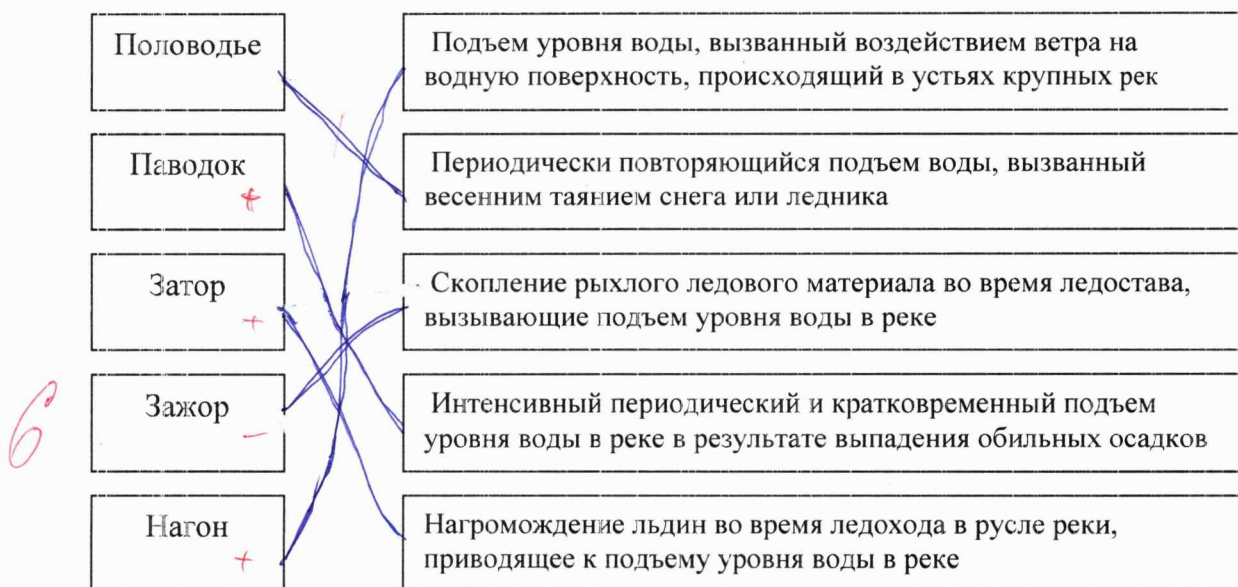 Половодье
Подъем уровня воды, вызванный воздействием ветра на
водную поверхность, происходящий в устьях крупных рек
Паводок
+
Периодически повторяющийся подъем воды, вызванный
весенним таянием снега или ледника
Затор
+
Скопление рыхлого ледового материала во время ледостава,
вызывающие подъем уровня воды в реке
6
Зажор
-
Интенсивный периодический и кратковременный подъем
уровня воды в реке в результате выпадения обильных осадков
Нагон
+
Нагромождение льдин во время ледохода в русле реки,
приводящее к подъему уровня воды в реке